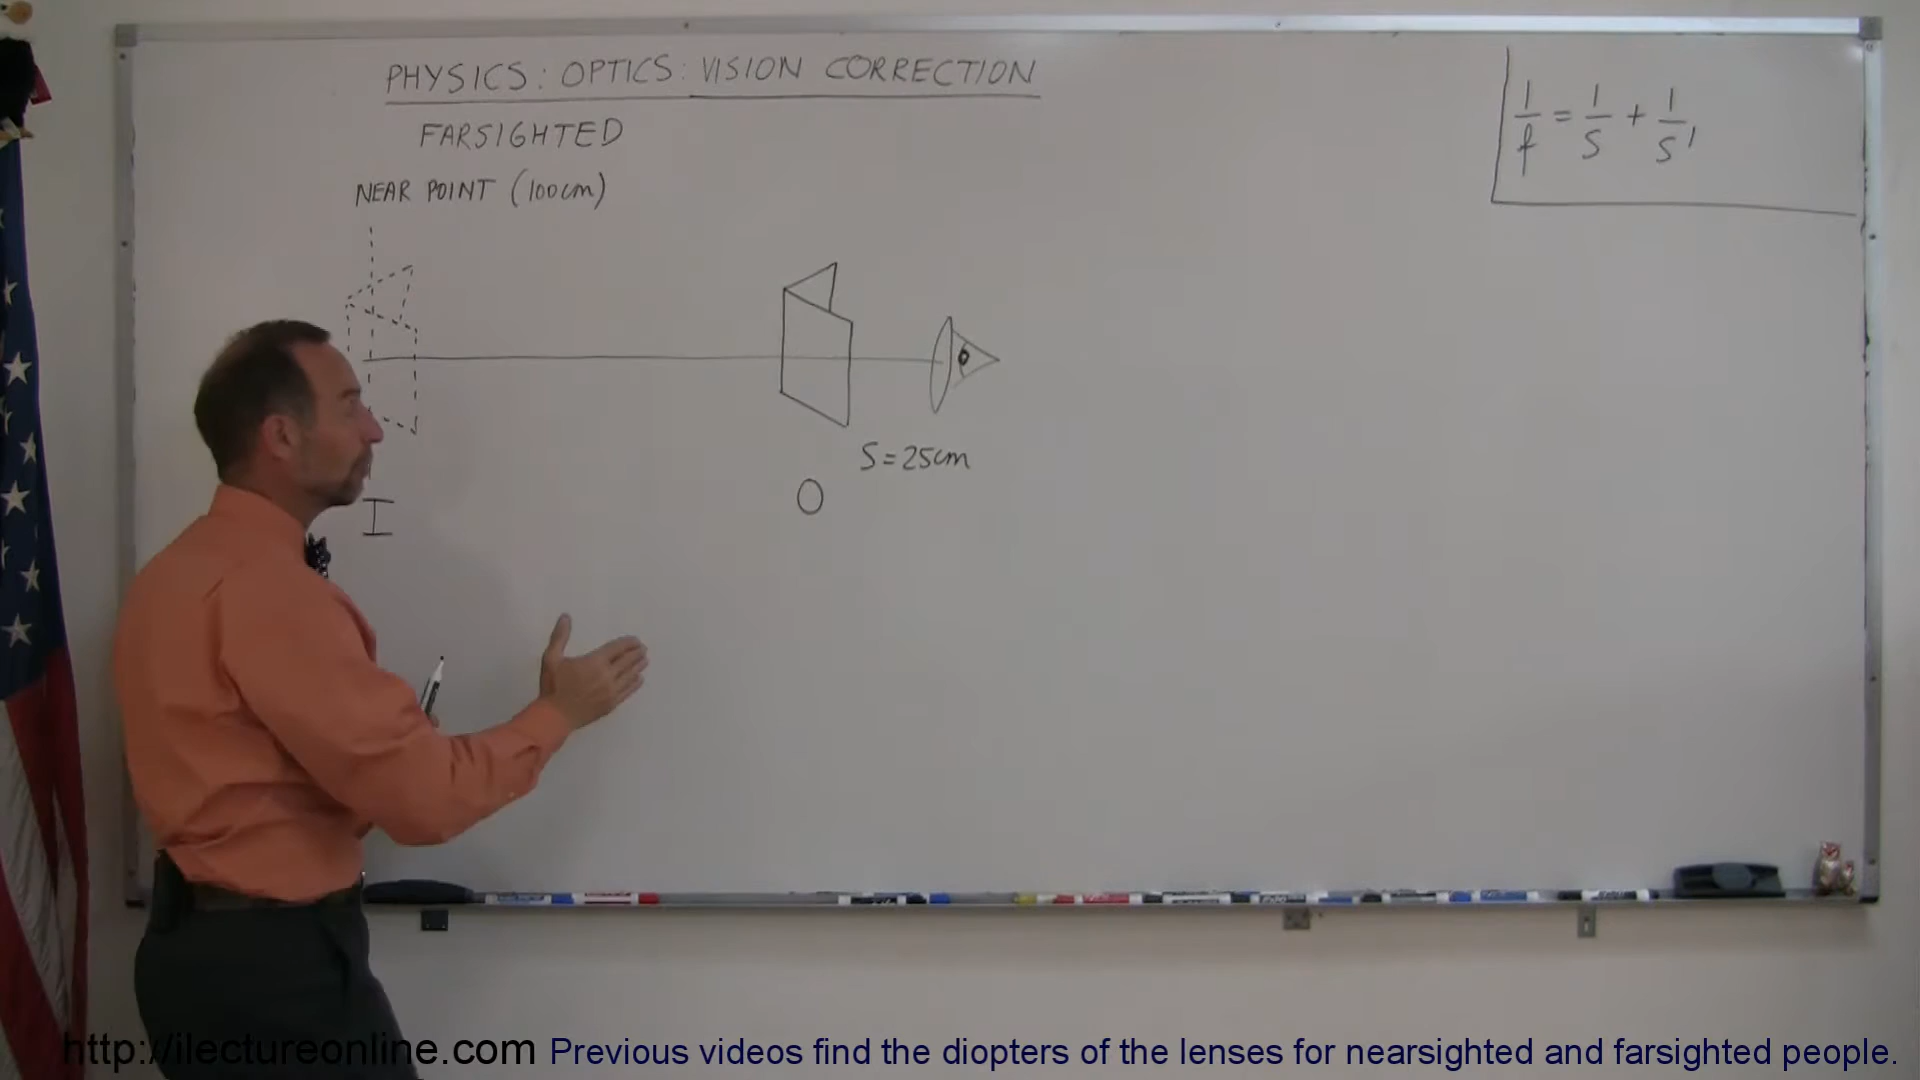 PHYSICS: OPTICS: VISION CORRECTION
FARSIGHTED
NEAR POINT (100cm)
1/f = 1/S + 1/S'
S=25cm
O
I
http://ilectureonline.com Previous videos find the diopters of the lenses for nearsighted and farsighted people.